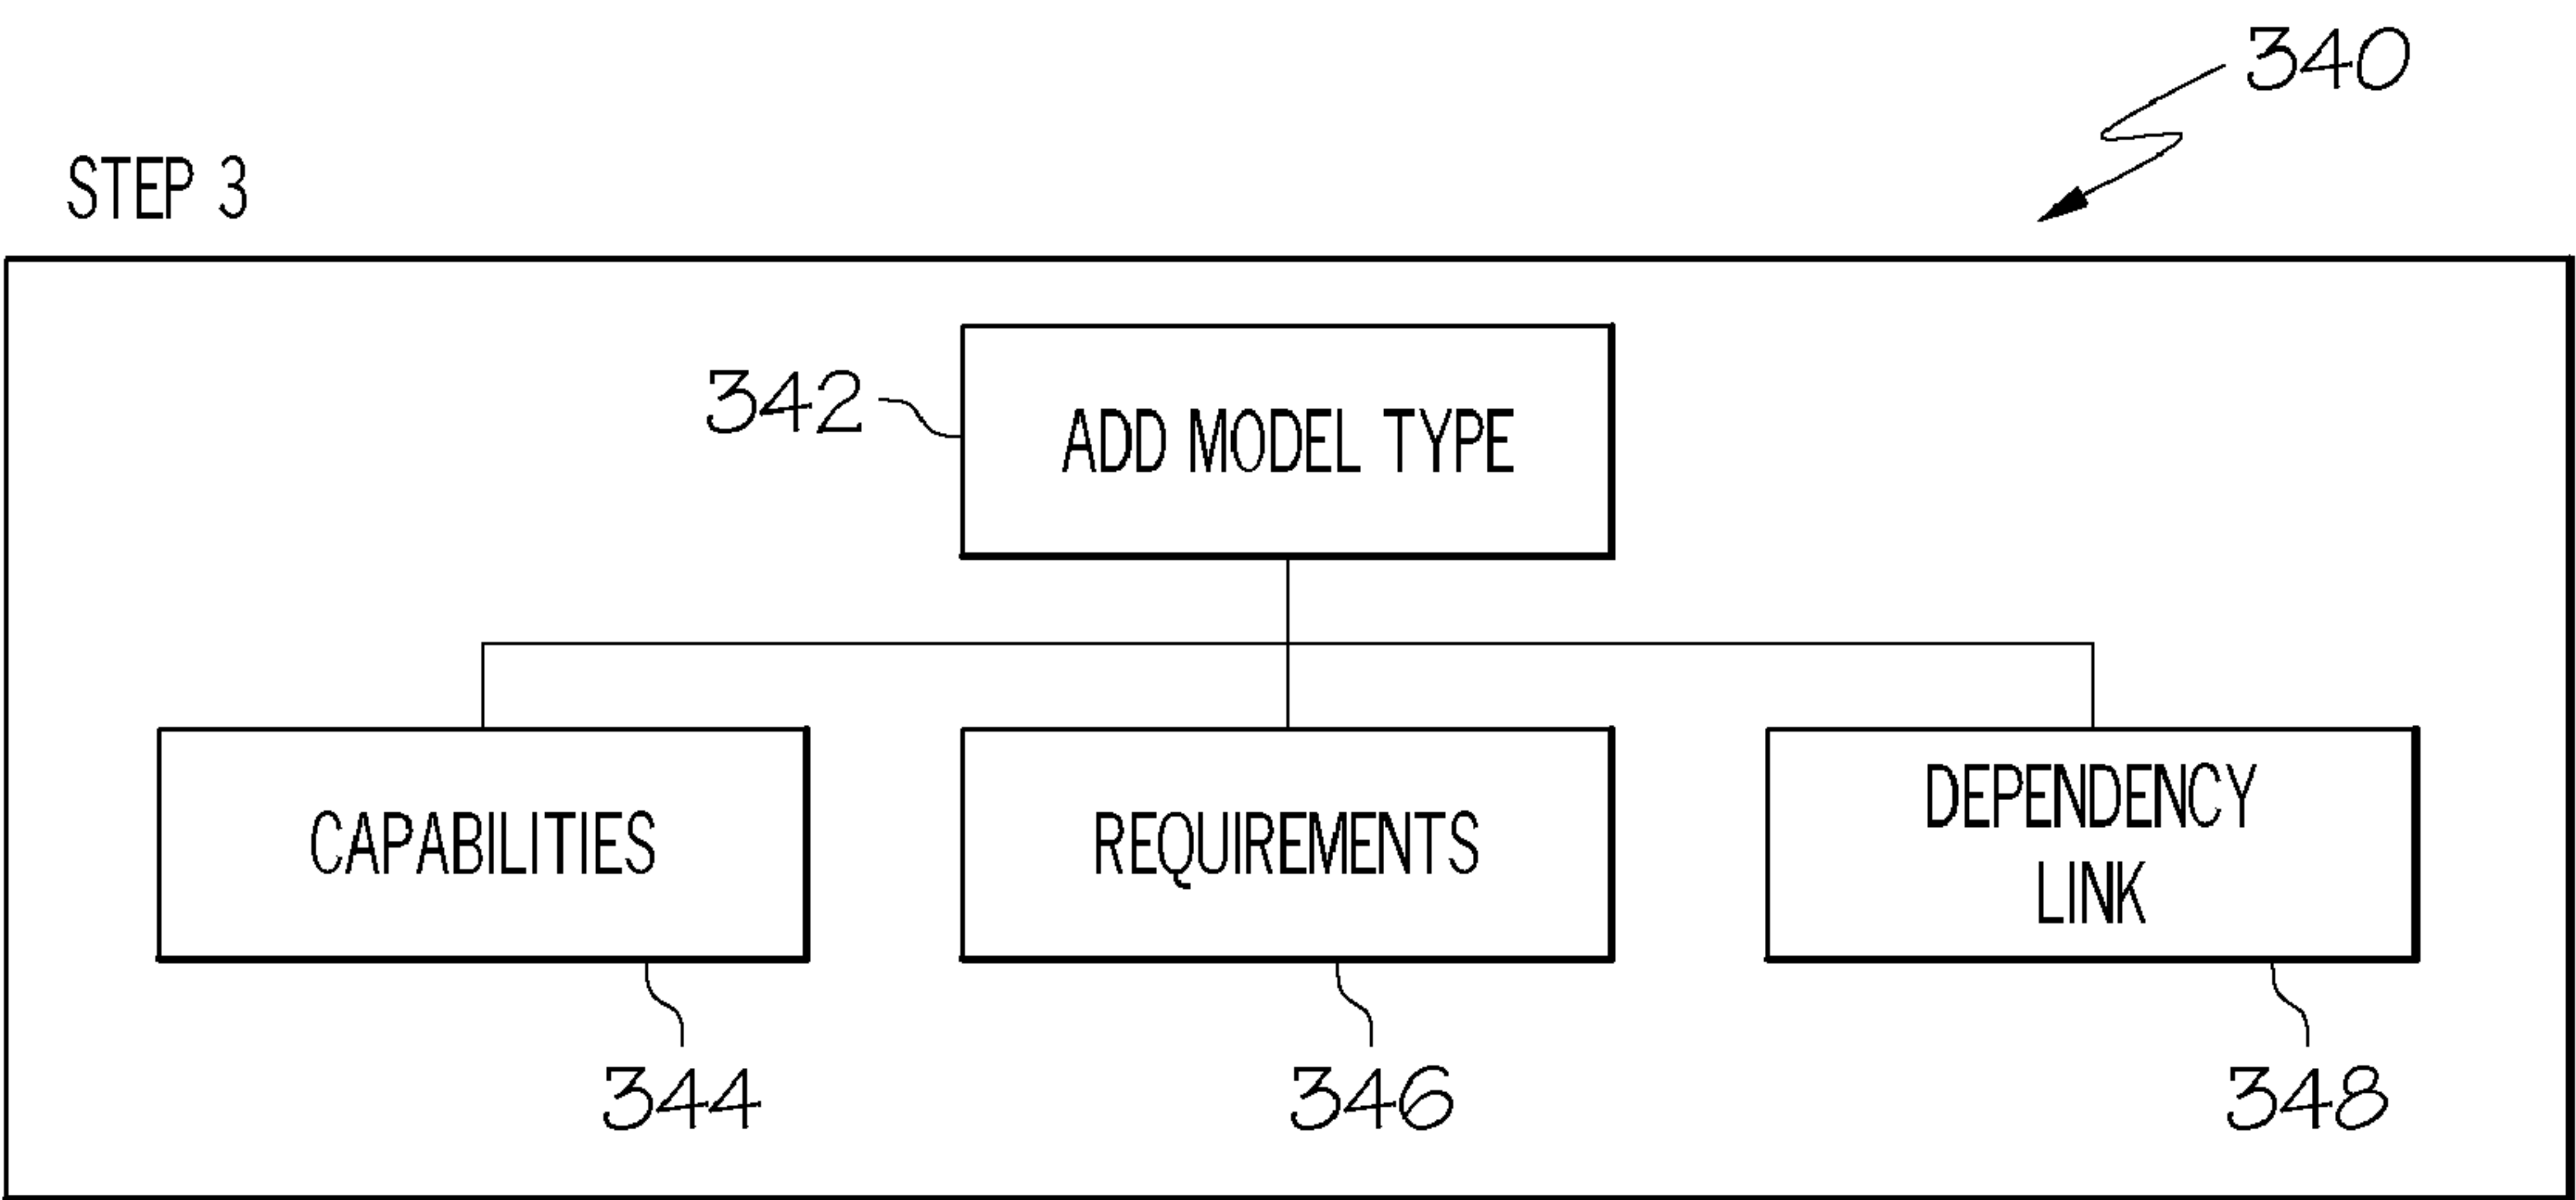 340
STEP 3
342
ADD MODEL TYPE
CAPABILITIES
REQUIREMENTS
DEPENDENCY
LINK
344
346
348